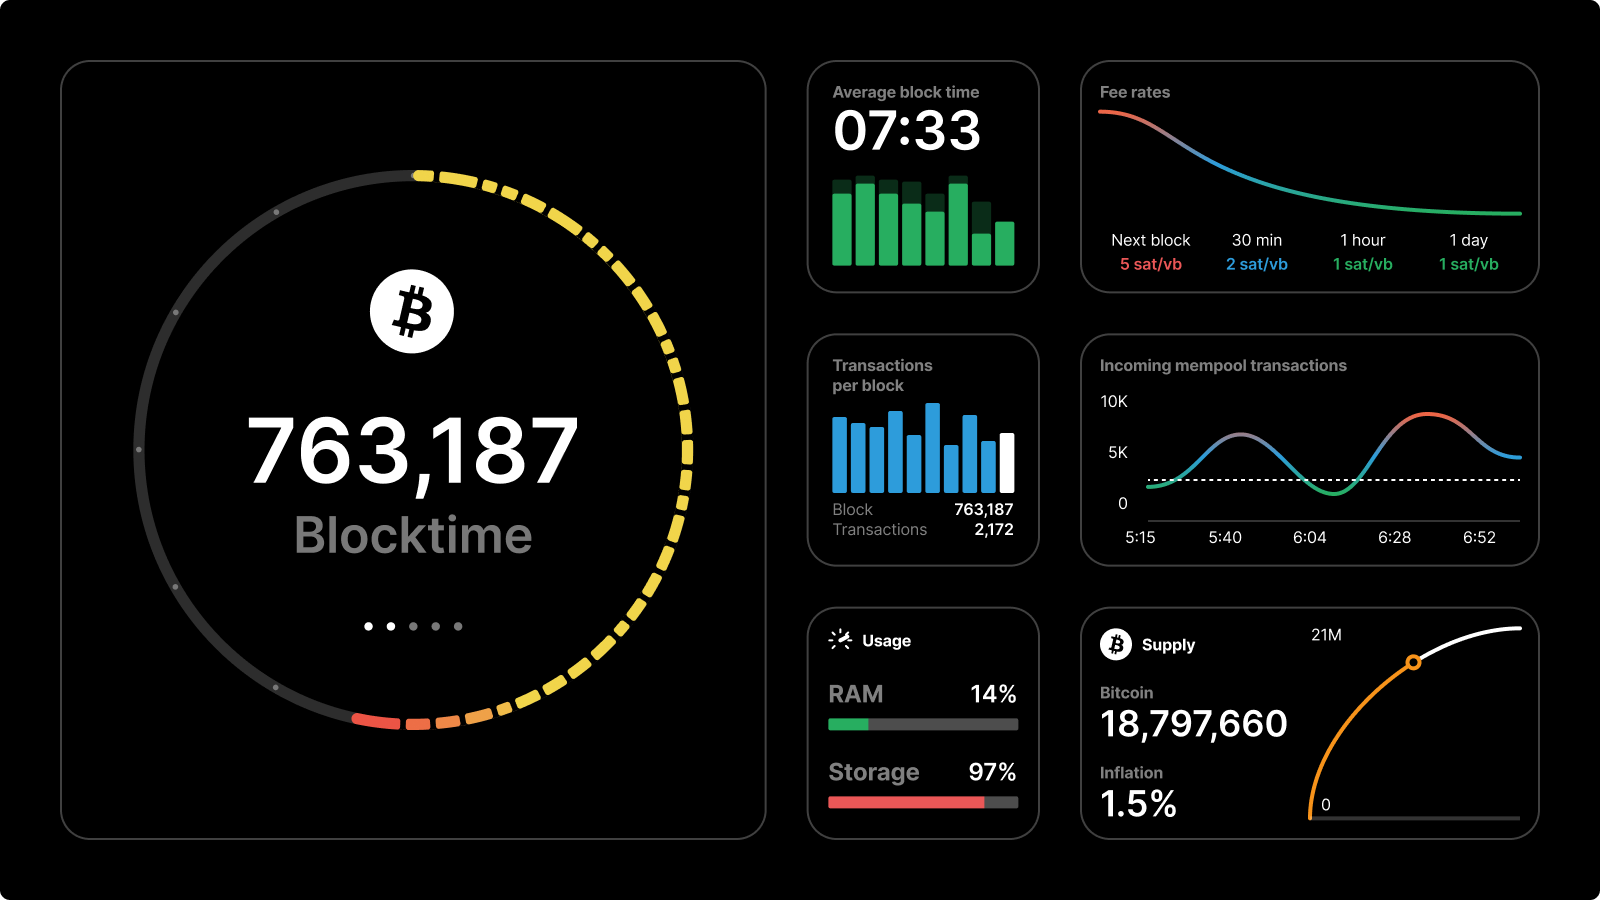 763,187
Blocktime
Average block time
07:33
Fee rates
Next block 30 min 1 hour 1 day
5 sat/vb 2 sat/vb 1 sat/vb 1 sat/vb
Transactions
per block
Block 763,187
Transactions 2,172
Incoming mempool transactions
10K
5K
0
5:15 5:40 6:04 6:28 6:52
Usage
RAM 14%
Storage 97%
Supply
Bitcoin
18,797,660
Inflation
1.5%
21M
0